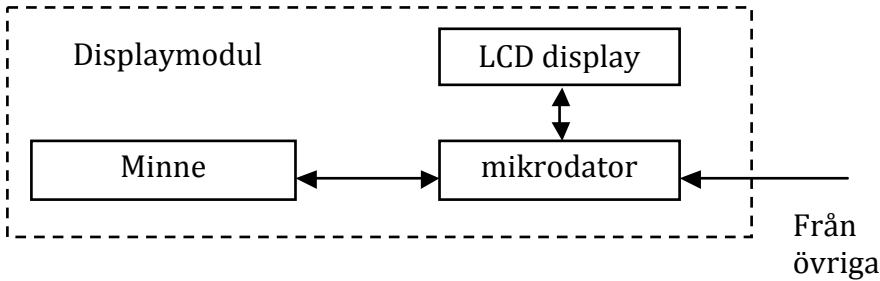 Displaymodul
LCD display
Minne
mikrodator
Från
övriga